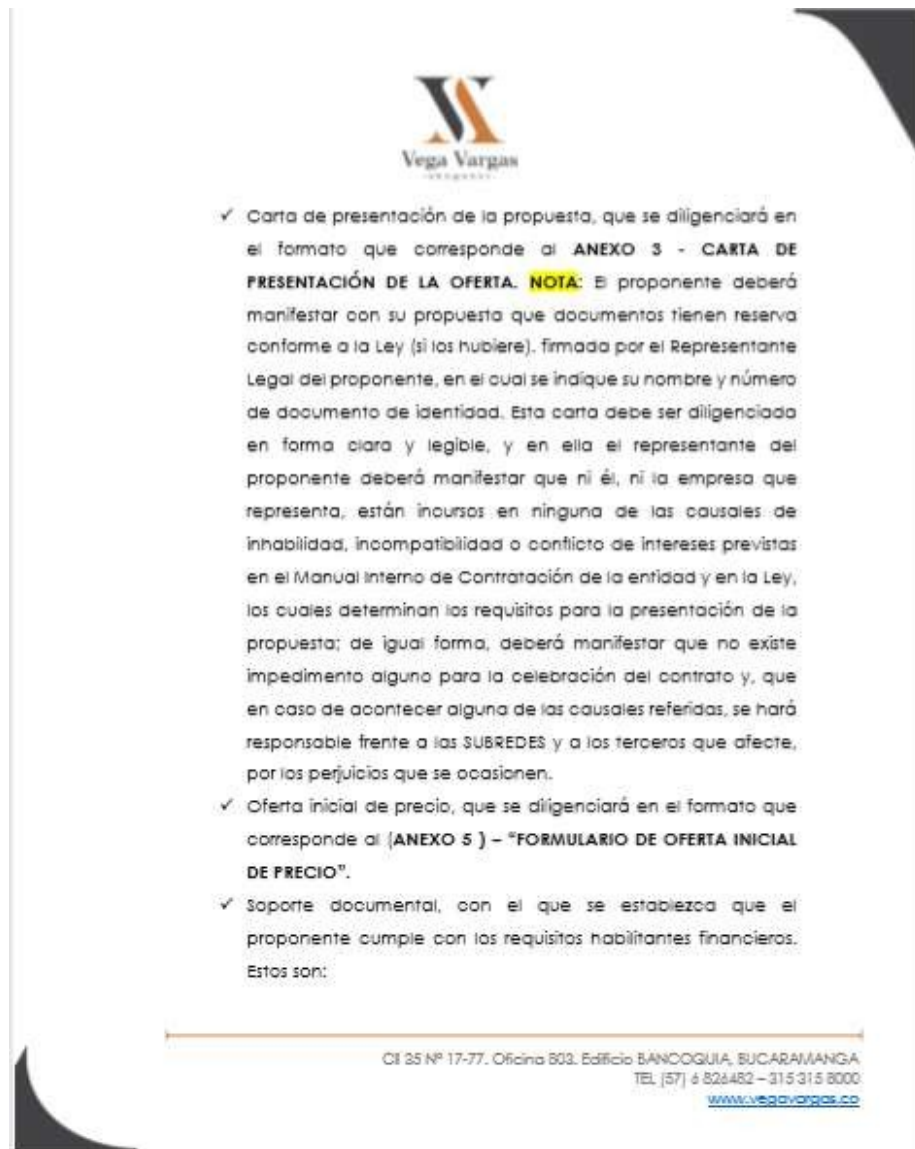 Vega Vargas
✓ Carta de presentación de la propuesta, que se diligenciará en
el formato que corresponde al ANEXO 3 - CARTA DE
PRESENTACIÓN DE LA OFERTA. NOTA: El proponente deberá
manifestar con su propuesta que documentos tienen reserva
conforme a la Ley (si los hubiere). firmada por el Representante
Legal del proponente, en el cual se indique su nombre y número
de documento de identidad. Esta carta debe ser diligenciada
en forma clara y legible, y en ella el representante del
proponente deberá manifestar que ni él, ni la empresa que
representa, están incursos en ninguna de las causales de
inhabilidad, incompatibilidad o conflicto de intereses previstas
en el Manual Interno de Contratación de la entidad y en la Ley,
los cuales determinan los requisitos para la presentación de la
propuesta; de igual forma, deberá manifestar que no existe
impedimento alguno para la celebración del contrato y, que
en caso de acontecer alguna de las causales referidas, se hará
responsable frente a las SUBREDES y a los terceros que afecte,
por los perjuicios que se ocasionen.
✓ Oferta inicial de precio, que se diligenciará en el formato que
corresponde al (ANEXO 5 ) – “FORMULARIO DE OFERTA INICIAL
DE PRECIO”.
✓ Soporte documental, con el que se establezca que el
proponente cumple con los requisitos habilitantes financieros.
Estos son:
Cll 35 Nº 17-77. Oficina 803. Edificio BANCOQUIA, BUCARAMANGA
TEL (57) 6 826482 – 315 315 8000
www.vegavargas.co